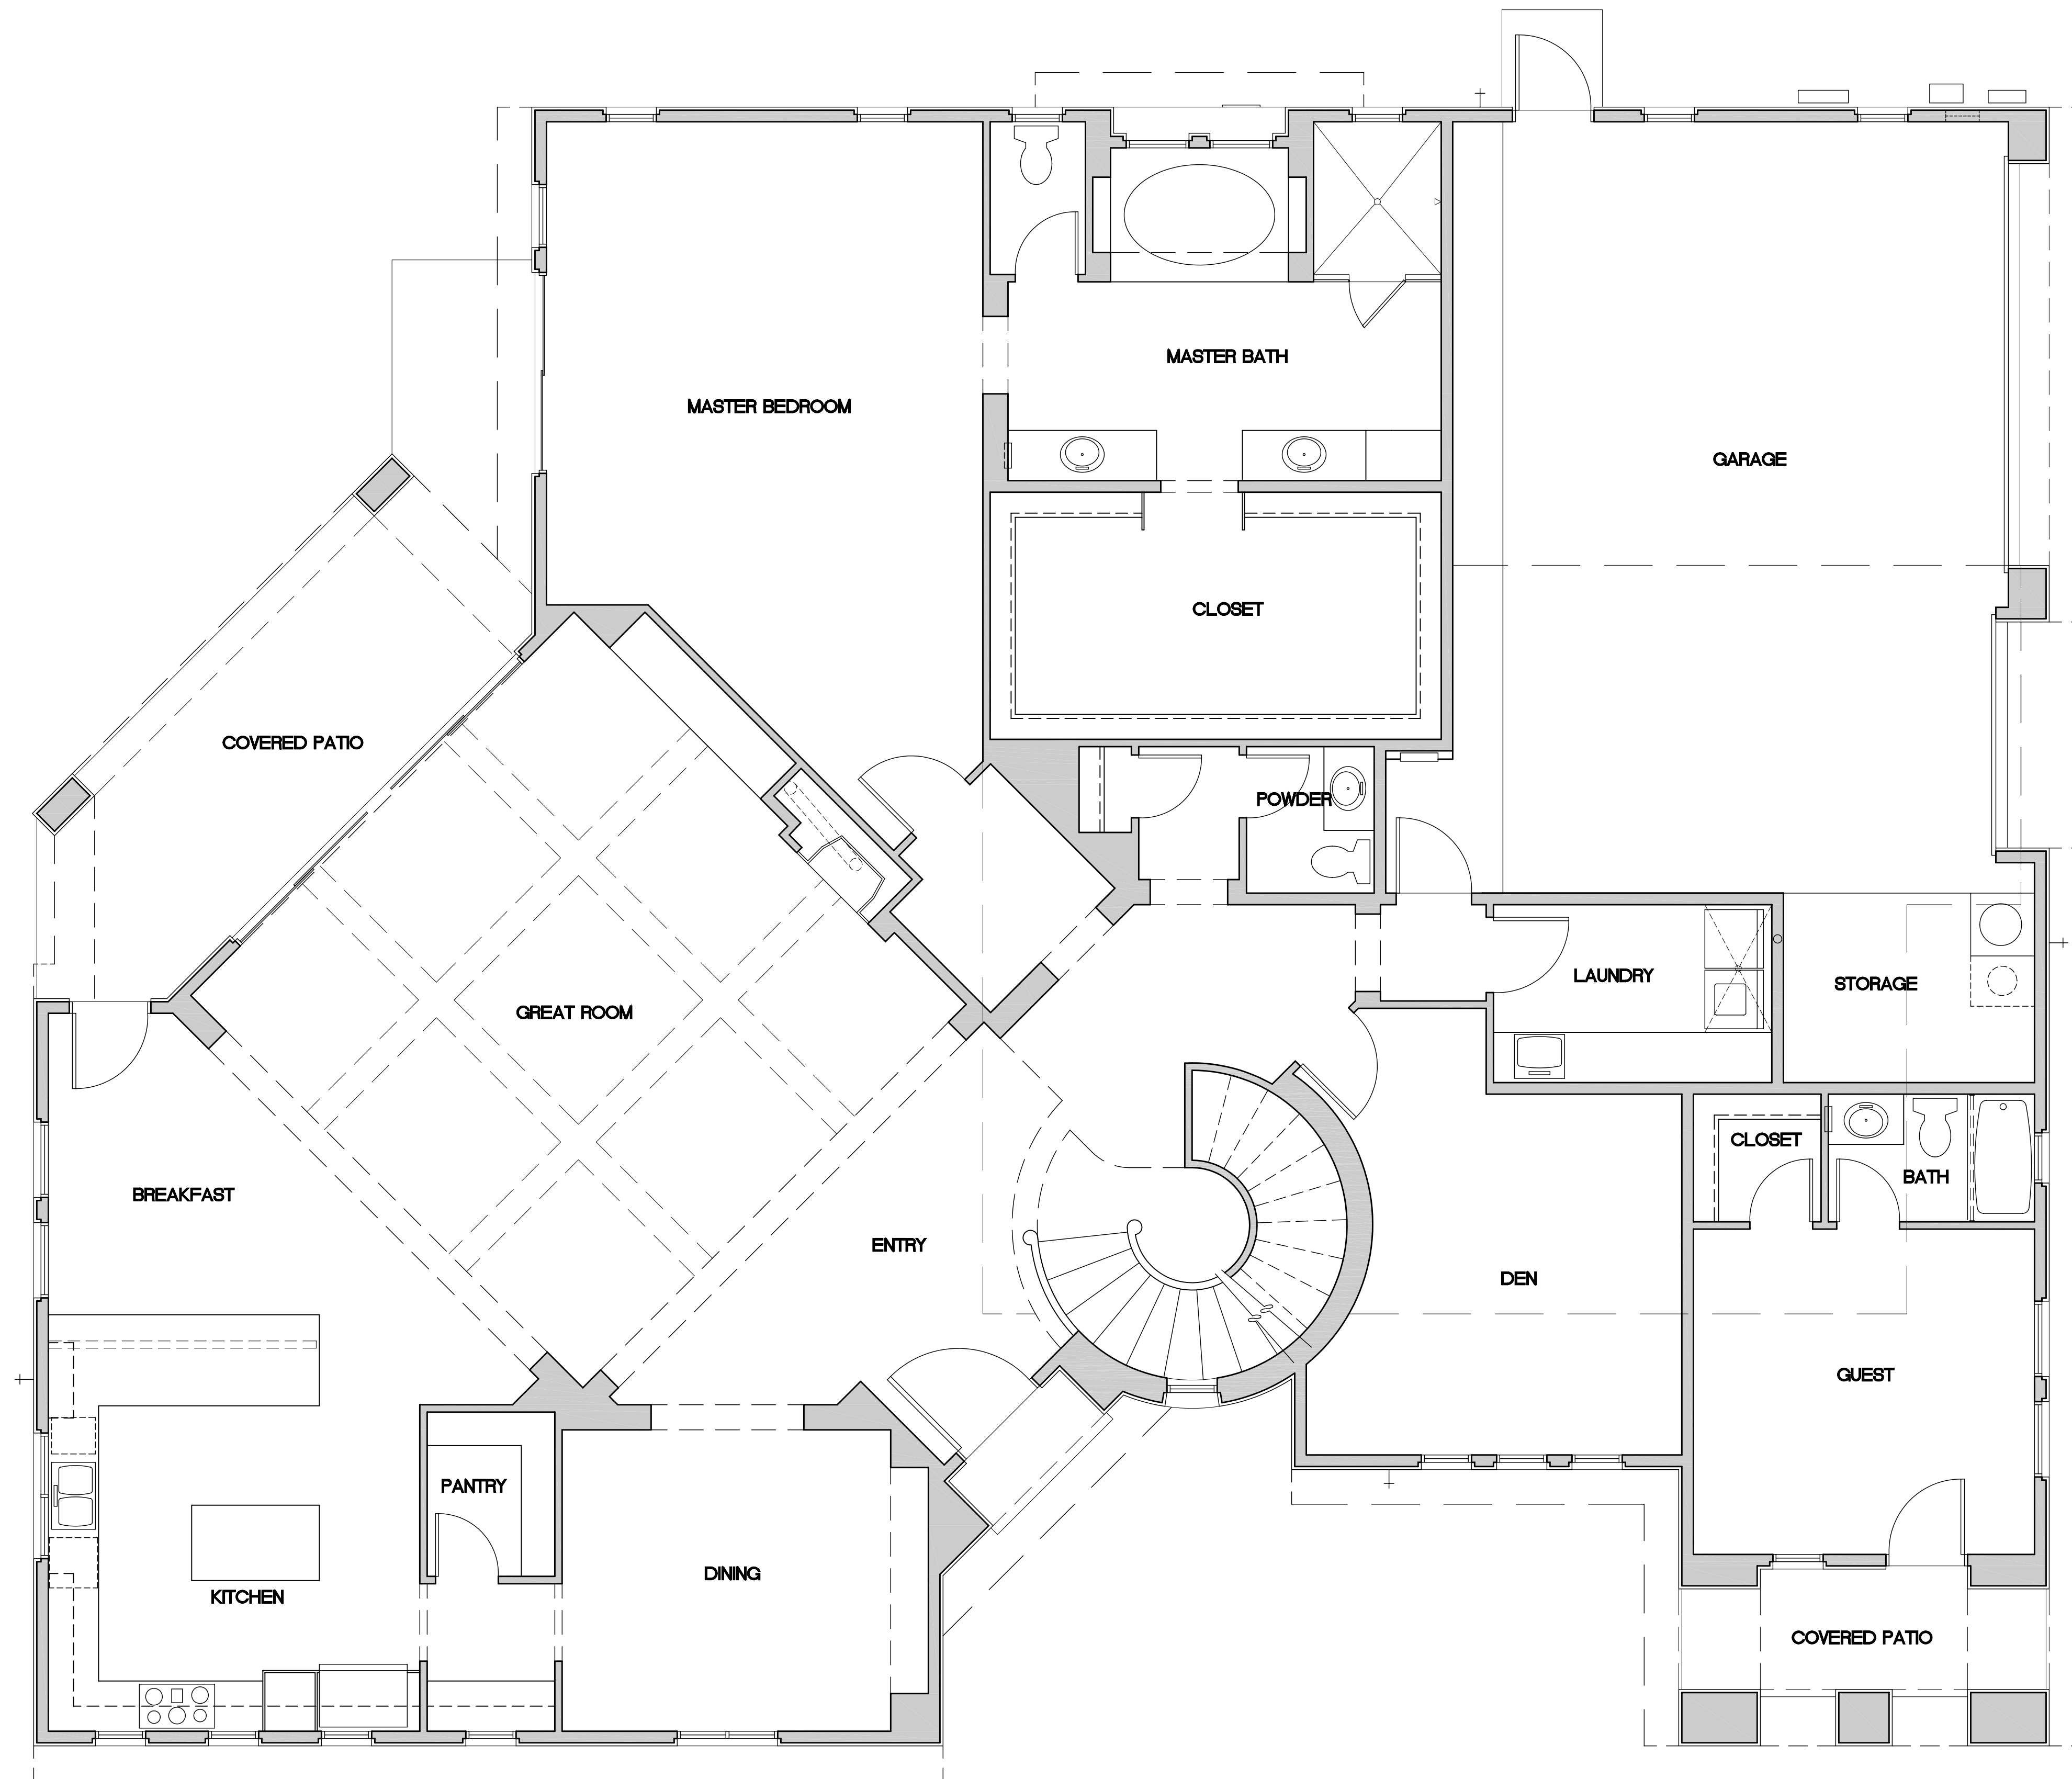 MASTER BATH
MASTER BEDROOM
GARAGE
CLOSET
COVERED PATIO
POWDER
LAUNDRY
STORAGE
GREAT ROOM
CLOSET
BATH
BREAKFAST
ENTRY
DEN
GUEST
PANTRY
DINING
KITCHEN
COVERED PATIO